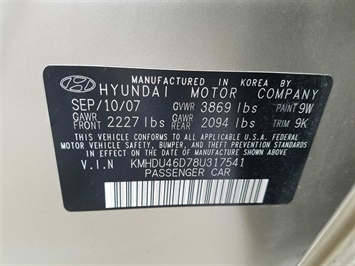 MANUFACTURED IN KOREA BY
HYUNDAI MOTOR COMPANY
SEP/10/07 GVWR 3869 lbs PAINT 9W
GAWR FRONT 2227 lbs GAWR REAR 2094 lbs TRIM 9K
THIS VEHICLE CONFORMS TO ALL APPLICABLE U.S.A. FEDERAL
MOTOR VEHICLE SAFETY, BUMPER, AND THEFT PREVENTION
STANDARDS IN EFFECT ON THE DATE OF MANUFACTURE SHOWN ABOVE.
V.I.N KMHDU46D78U317541
PASSENGER CAR